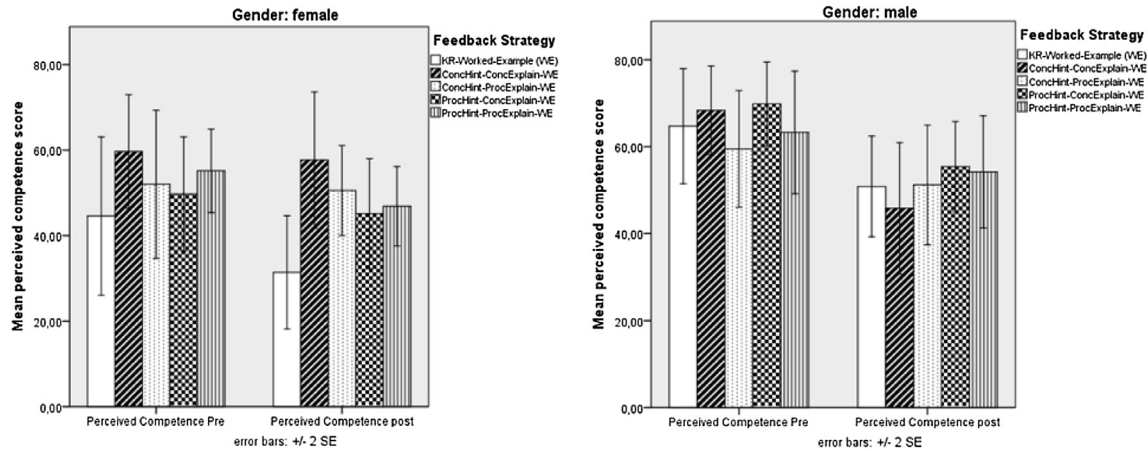 Gender: female
Feedback Strategy
KR-Worked-Example (WE)
ConcHint-ConcExplain-WE
ConcHint-ProcExplain-WE
ProcHint-ConcExplain-WE
ProcHint-ProcExplain-WE
Mean perceived competence score
80,00
60,00
40,00
20,00
0,00
Perceived Competence Pre
Perceived Competence post
error bars: +/- 2 SE
Gender: male
Feedback Strategy
KR-Worked-Example (WE)
ConcHint-ConcExplain-WE
ConcHint-ProcExplain-WE
ProcHint-ConcExplain-WE
ProcHint-ProcExplain-WE
Mean perceived competence score
80,00
60,00
40,00
20,00
0,00
Perceived Competence Pre
Perceived Competence post
error bars: +/- 2 SE